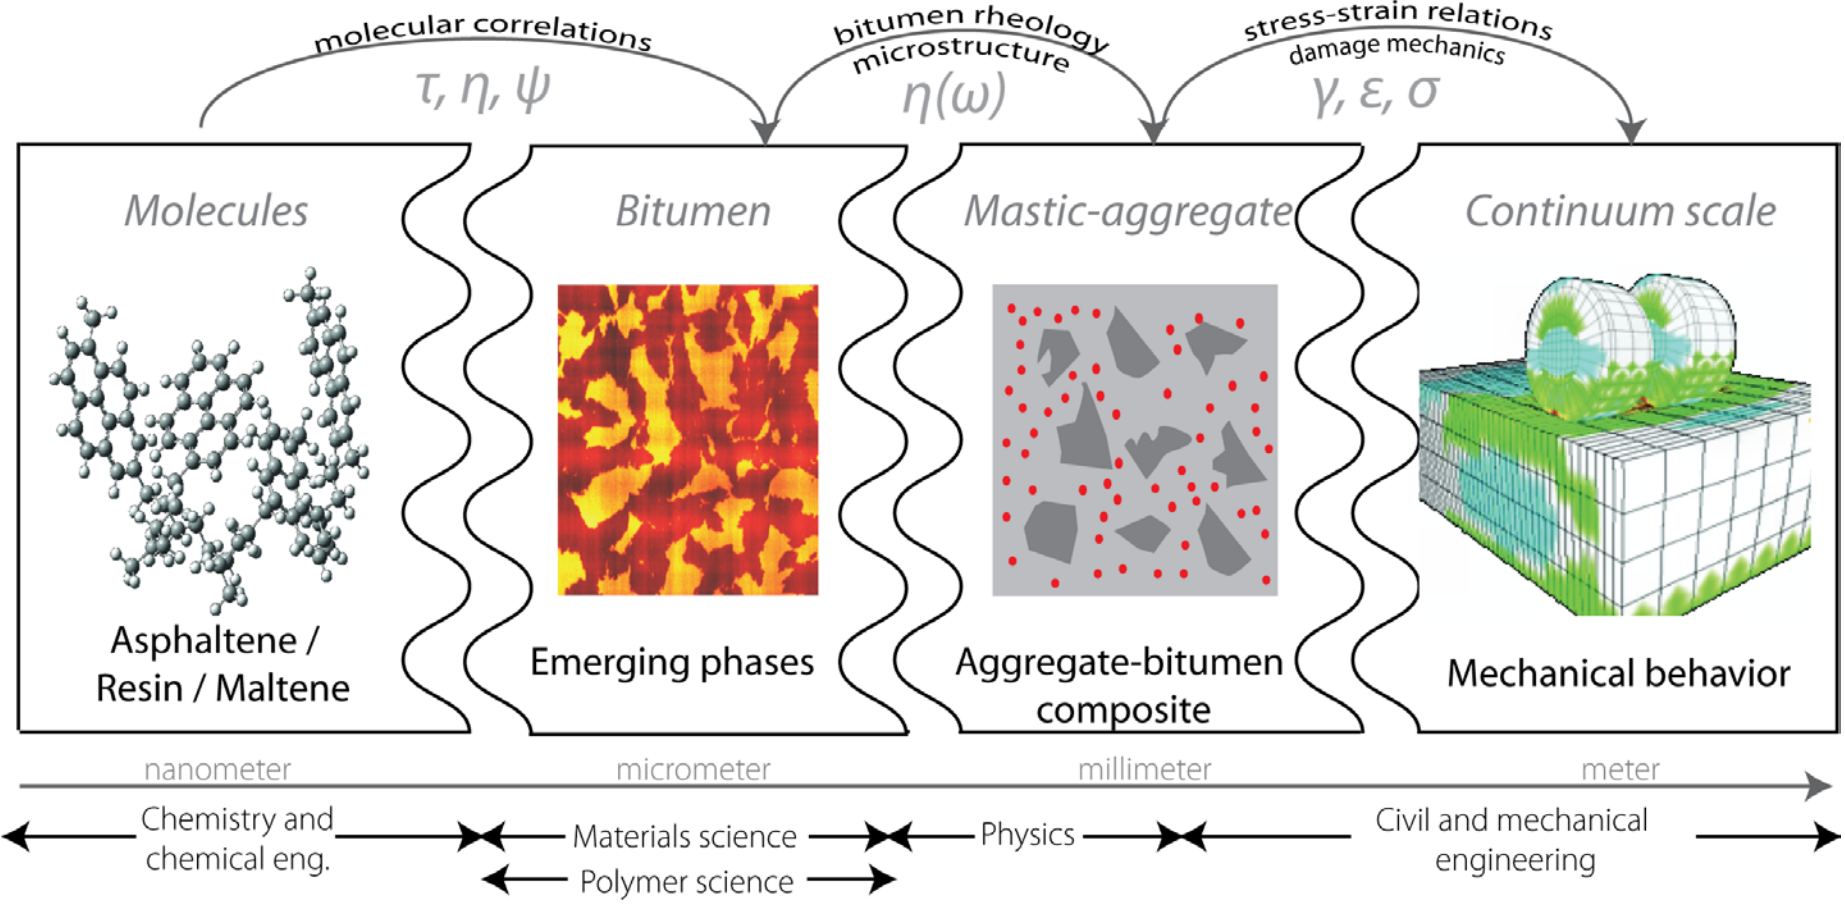 molecular correlations
τ, η, ψ
bitumen rheology
microstructure
η(ω)
stress-strain relations
damage mechanics
γ, ε, σ
Molecules
Bitumen
Mastic-aggregate
Continuum scale
Asphaltene /
Resin / Maltene
Emerging phases
Aggregate-bitumen
composite
Mechanical behavior
nanometer
micrometer
millimeter
meter
Chemistry and
chemical eng.
Materials science
Polymer science
Physics
Civil and mechanical
engineering